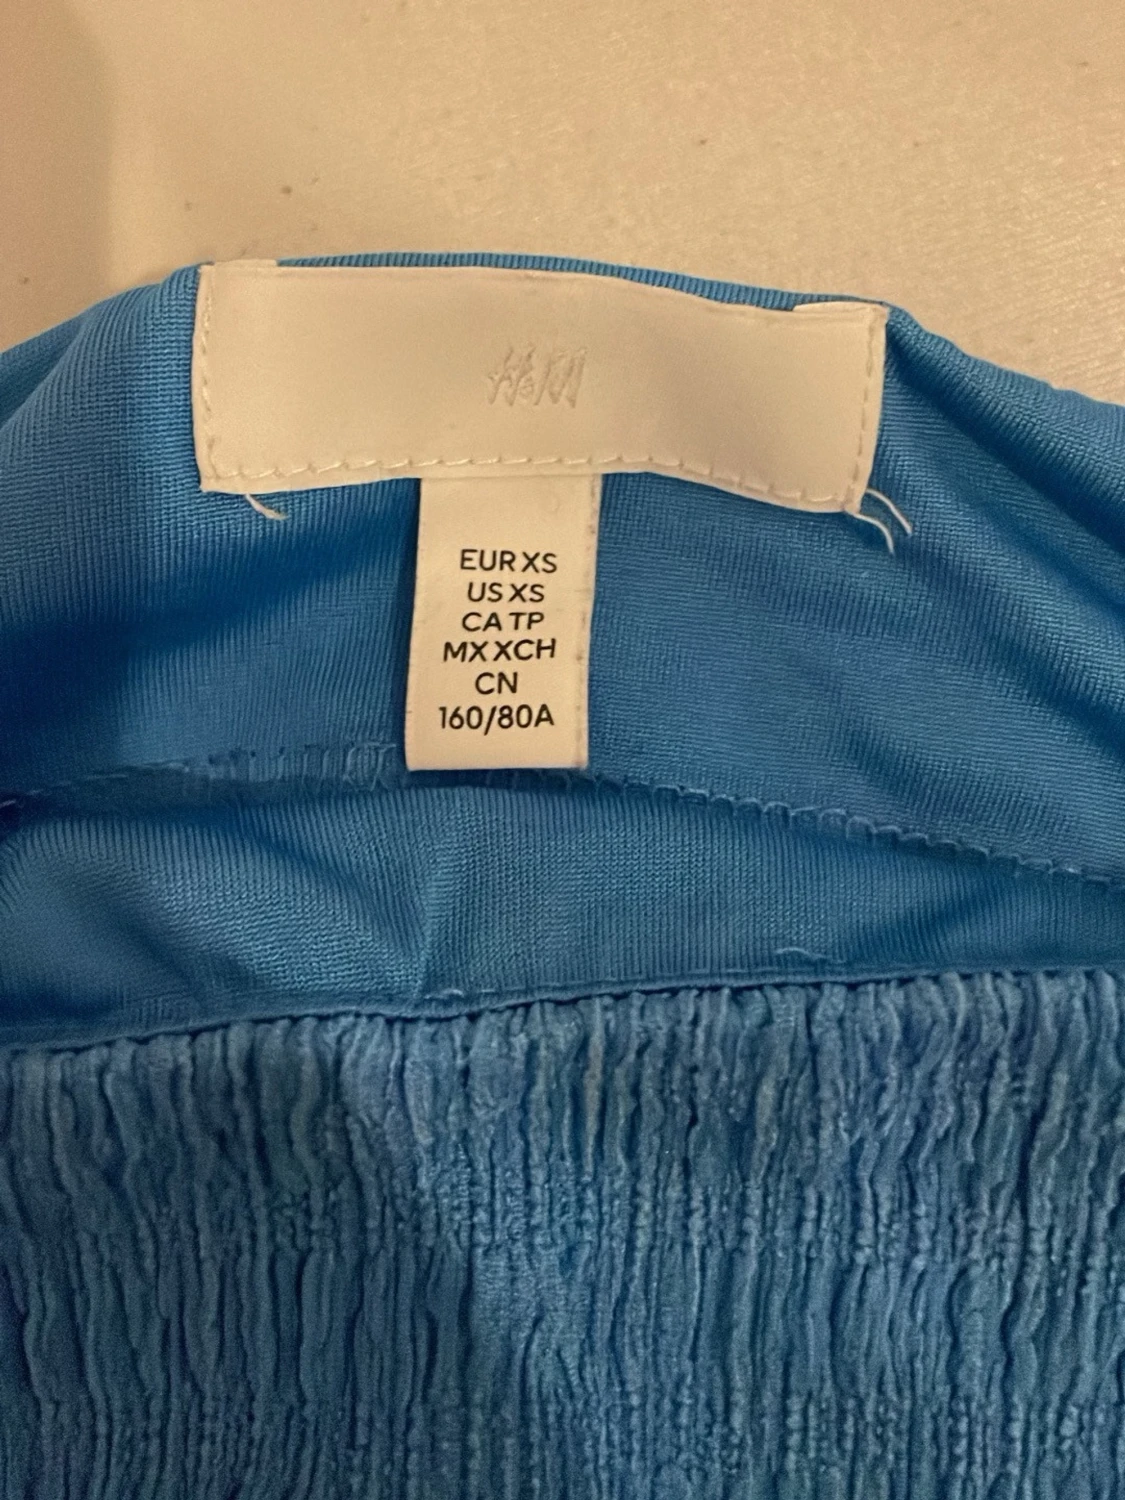 H&M
EUR XS
US XS
CA TP
MX XCH
CN
160/80A